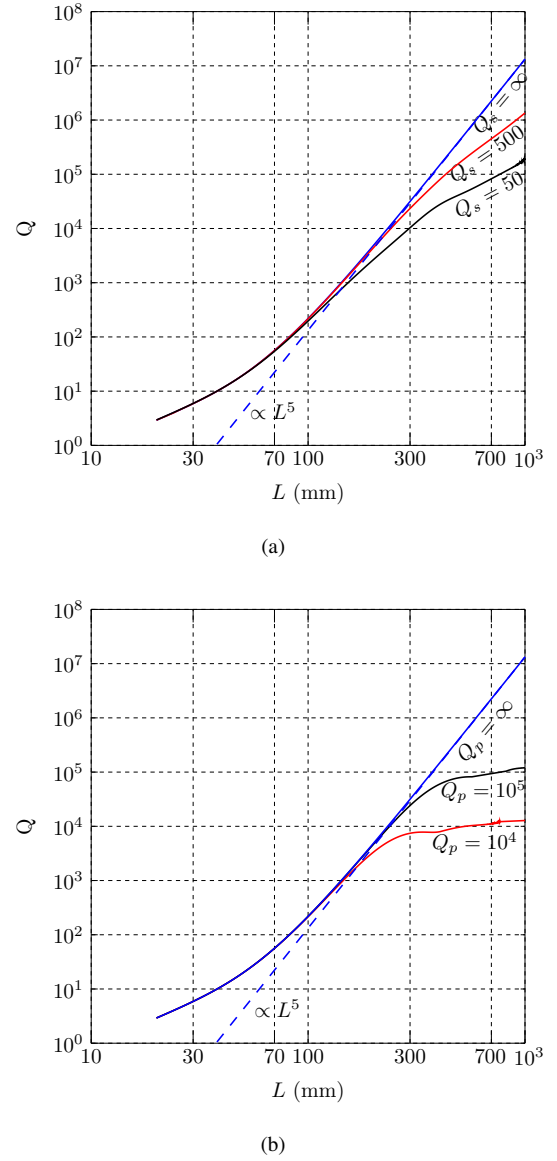 10^8
10^7
10^6
10^5
10^4
10^3
10^2
10^1
10^0
Q
Q_s = ∞
Q_s = 500
Q_s = 50
∝ L^5
10 30 70 100 300 700 10^3
L (mm)
(a)
10^8
10^7
10^6
10^5
10^4
10^3
10^2
10^1
10^0
Q
Q_p = ∞
Q_p = 10^5
Q_p = 10^4
∝ L^5
10 30 70 100 300 700 10^3
L (mm)
(b)